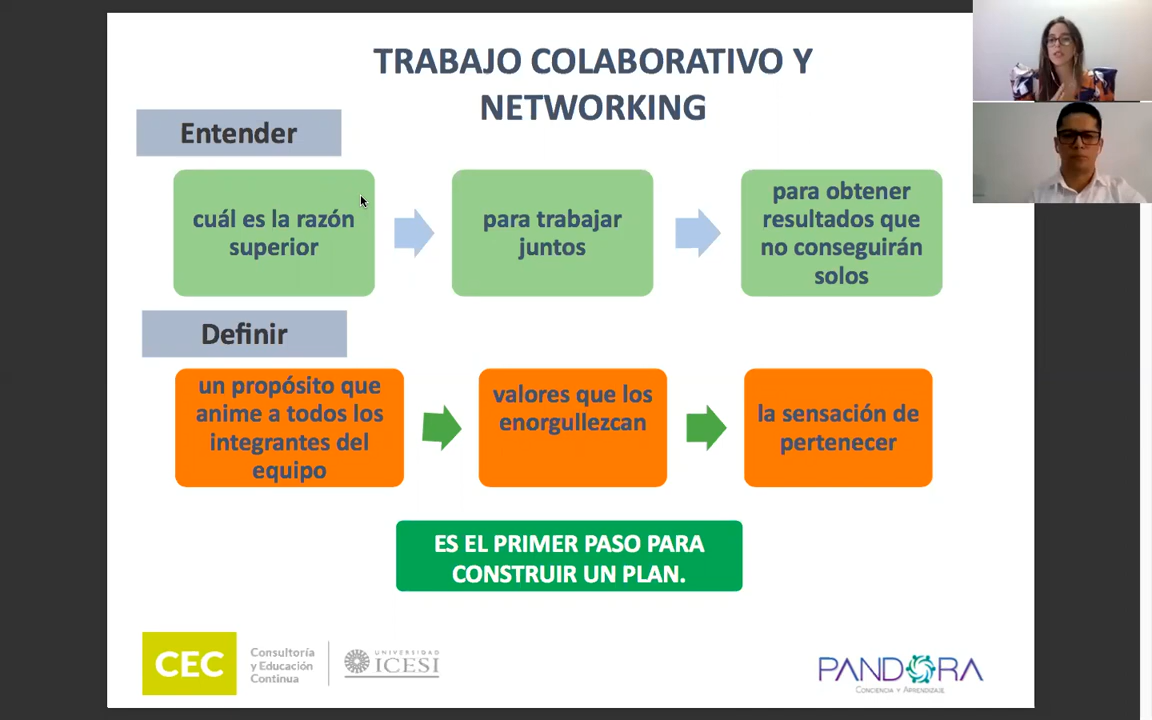 TRABAJO COLABORATIVO Y
NETWORKING
Entender
cuál es la razón
superior
para trabajar
juntos
para obtener
resultados que
no conseguirán
solos
Definir
un propósito que
anime a todos los
integrantes del
equipo
valores que los
enorgullezcan
la sensación de
pertenecer
ES EL PRIMER PASO PARA
CONSTRUIR UN PLAN.
CEC
Consultoría
y Educación
Continua
UNIVERSIDAD
ICESI
PANDORA
CONCIENCIA Y APRENDIZAJE